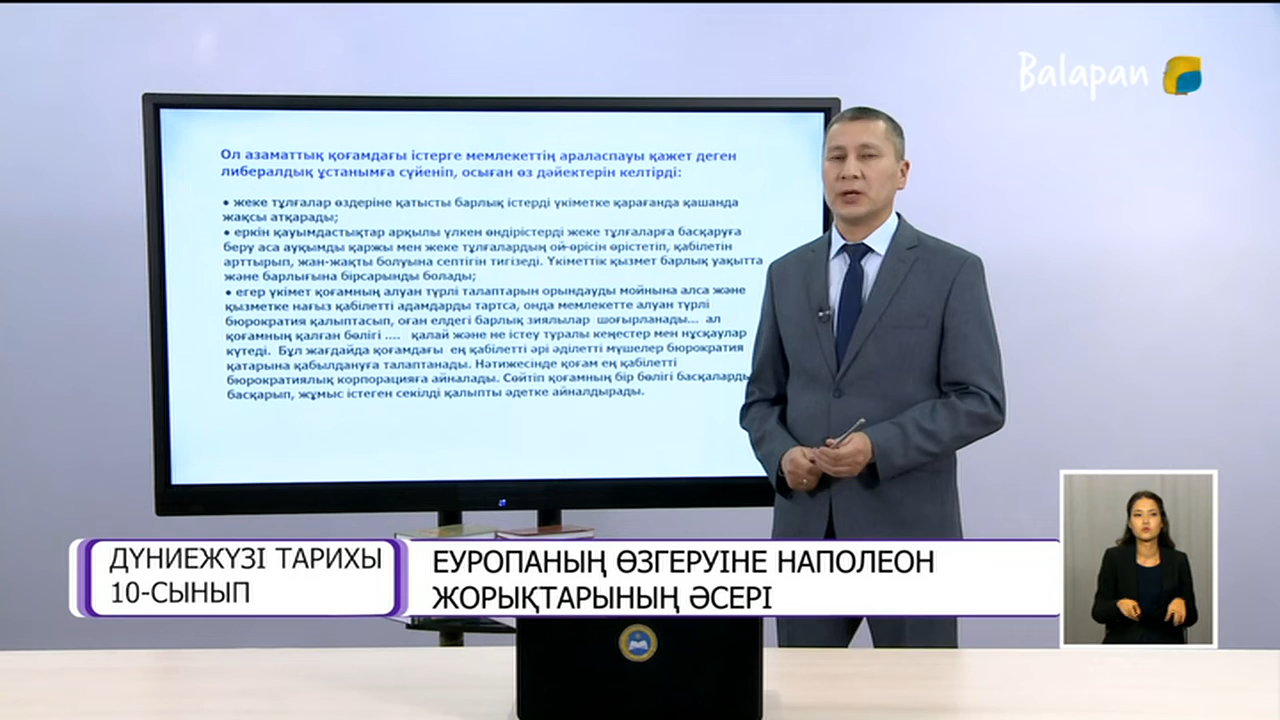 Balapan
Ол азаматтық қоғамдағы істерге мемлекеттің араласпауы қажет деген
либералдық ұстанымға сүйеніп, осыған өз дәйектерін келтірді:
• жеке тұлғалар өздеріне қатысты барлық істерді үкіметке қарағанда қашанда
жақсы атқарады;
• еркін қауымдастықтар арқылы үлкен өндірістерді жеке тұлғаларға басқаруға
беру аса ауқымды қаржы мен жеке тұлғалардың ой-өрісін өрістетіп, қабілетін
арттырып, жан-жақты болуына септігін тигізеді. Үкіметтік қызмет барлық уақытта
және барлығына бірсарынды болады;
• егер үкімет қоғамның алуан түрлі талаптарын орындауды мойнына алса және
қызметке нағыз қабілетті адамдарды тартса, онда мемлекетте алуан түрлі
бюрократия қалыптасып, оған елдегі барлық зиялылар шоғырланады... ал
қоғамның қалған бөлігі .... қалай және не істеу туралы кеңестер мен нұсқаулар
күтеді. Бұл жағдайда қоғамдағы ең қабілетті әрі әділетті мүшелер бюрократия
қатарына қабылдануға талаптанады. Нәтижесінде қоғам ең қабілетті
бюрократиялық корпорацияға айналады. Сөйтіп қоғамның бір бөлігі басқаларды
басқарып, жұмыс істеген секілді қалыпты әдетке айналдырады.
ДҮНИЕЖҮЗІ ТАРИХЫ
10-СЫНЫП
ЕУРОПАНЫҢ ӨЗГЕРУІНЕ НАПОЛЕОН
ЖОРЫҚТАРЫНЫҢ ӘСЕРІ